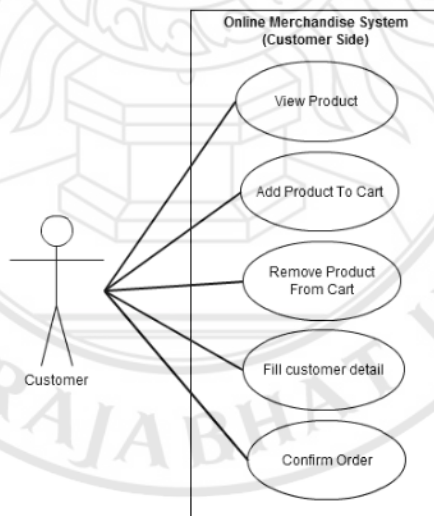 Online Merchandise System
(Customer Side)
View Product
Add Product To Cart
Remove Product
From Cart
Fill customer detail
Confirm Order
Customer
RAJABHAT